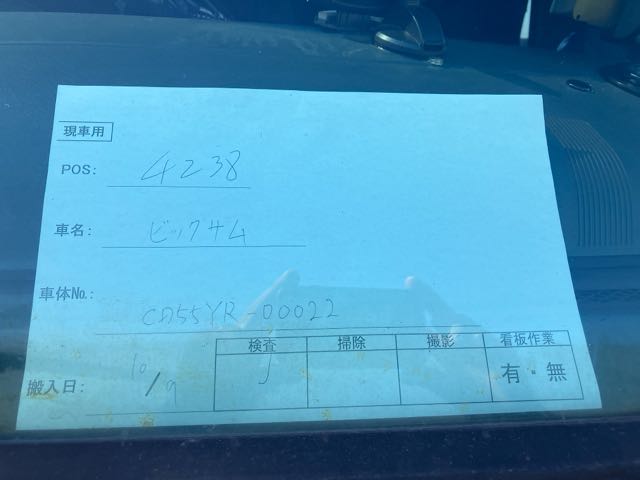 現車用
POS: 4238
車名: ビックサム
車体No.: CD55YR-00022
検査 掃除 撮影 看板作業
搬入日: 10/9 有・無